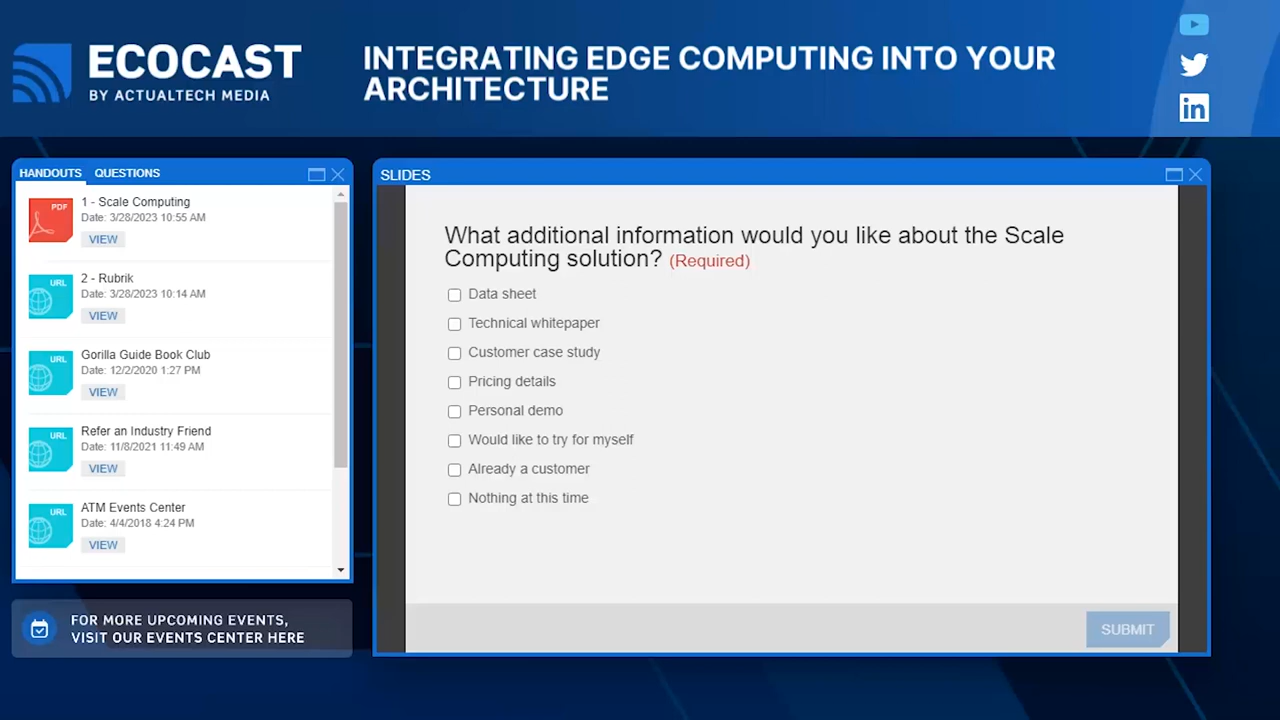 ECOCAST
BY ACTUALTECH MEDIA
INTEGRATING EDGE COMPUTING INTO YOUR
ARCHITECTURE
in
HANDOUTS QUESTIONS
PDF
1 - Scale Computing
Date: 3/28/2023 10:55 AM
VIEW
URL
2 - Rubrik
Date: 3/28/2023 10:14 AM
VIEW
URL
Gorilla Guide Book Club
Date: 12/2/2020 1:27 PM
VIEW
URL
Refer an Industry Friend
Date: 11/8/2021 11:49 AM
VIEW
URL
ATM Events Center
Date: 4/4/2018 4:24 PM
VIEW
FOR MORE UPCOMING EVENTS,
VISIT OUR EVENTS CENTER HERE
SLIDES
What additional information would you like about the Scale
Computing solution? (Required)
Data sheet
Technical whitepaper
Customer case study
Pricing details
Personal demo
Would like to try for myself
Already a customer
Nothing at this time
SUBMIT